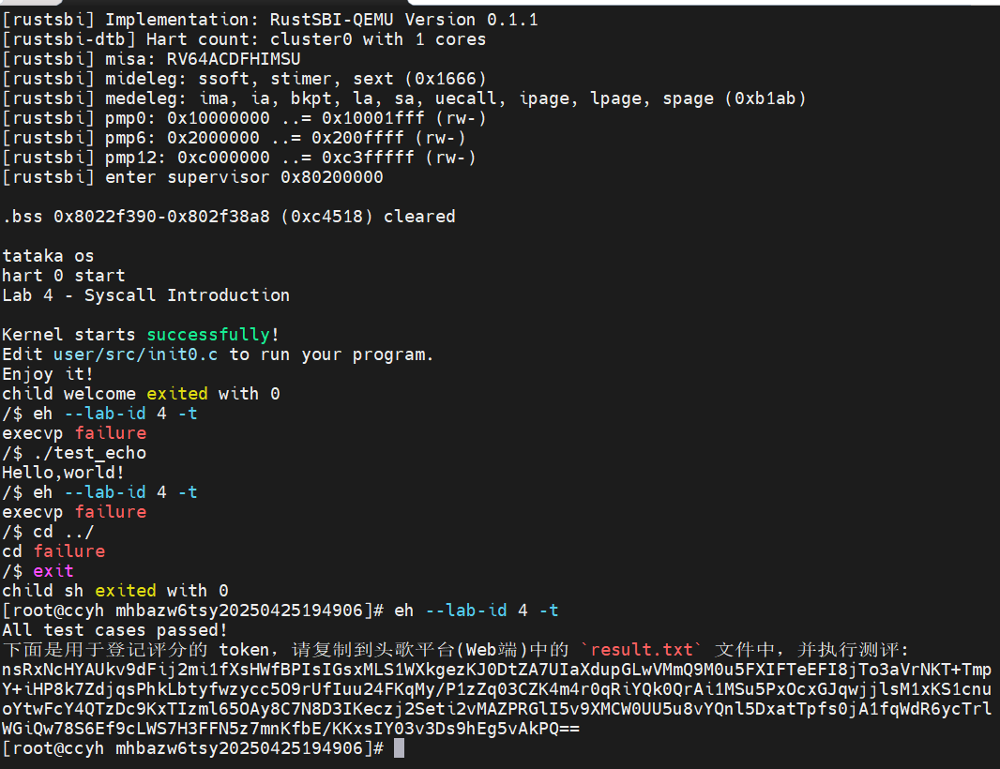 [rustsbi] Implementation: RustSBI-QEMU Version 0.1.1
[rustsbi-dtb] Hart count: cluster0 with 1 cores
[rustsbi] misa: RV64ACDFHIMSU
[rustsbi] mideleg: ssoft, stimer, sext (0x1666)
[rustsbi] medeleg: ima, ia, bkpt, la, sa, uecall, ipage, lpage, spage (0xb1ab)
[rustsbi] pmp0: 0x10000000 ..= 0x10001fff (rw-)
[rustsbi] pmp6: 0x2000000 ..= 0x200ffff (rw-)
[rustsbi] pmp12: 0xc000000 ..= 0xc3fffff (rw-)
[rustsbi] enter supervisor 0x80200000
.bss 0x8022f390-0x802f38a8 (0xc4518) cleared
tataka os
hart 0 start
Lab 4 - Syscall Introduction
Kernel starts successfully!
Edit user/src/init0.c to run your program.
Enjoy it!
child welcome exited with 0
/$ eh --lab-id 4 -t
execvp failure
/$ ./test_echo
Hello,world!
/$ eh --lab-id 4 -t
execvp failure
/$ cd ../
cd failure
/$ exit
child sh exited with 0
[root@ccyh mhbazw6tsy20250425194906]# eh --lab-id 4 -t
All test cases passed!
下面是用于登记评分的 token，请复制到头歌平台(Web端)中的 `result.txt` 文件中，并执行测评:
nsRxNcHYAUkv9dFij2mi1fXsHWfBPIsIGsxMLS1WXkgezKJ0DtZA7UIaXdupGLwVMmQ9M0u5FXIFTeEFI8jTo3aVrNKT+Tmp
Y+iHP8k7ZdjqsPhkLbtyfwzycc5O9rUfIuu24FKqMy/P1zZq03CZK4m4r0qRiYQk0QrAi1MSu5PxOcxGJqwjjlsM1xKS1cnu
oYtwFcY4QTzDc9KxTIzml65OAy8C7N8D3IKeczj2Seti2vMAZPRGlI5v9XMCW0UU5u8vYQnl5DxatTpfs0jA1fqWdR6ycTrl
WGiQw78S6Ef9cLWS7H3FFN5z7mnKfbE/KKxsIY03v3Ds9hEg5vAkPQ==
[root@ccyh mhbazw6tsy20250425194906]#